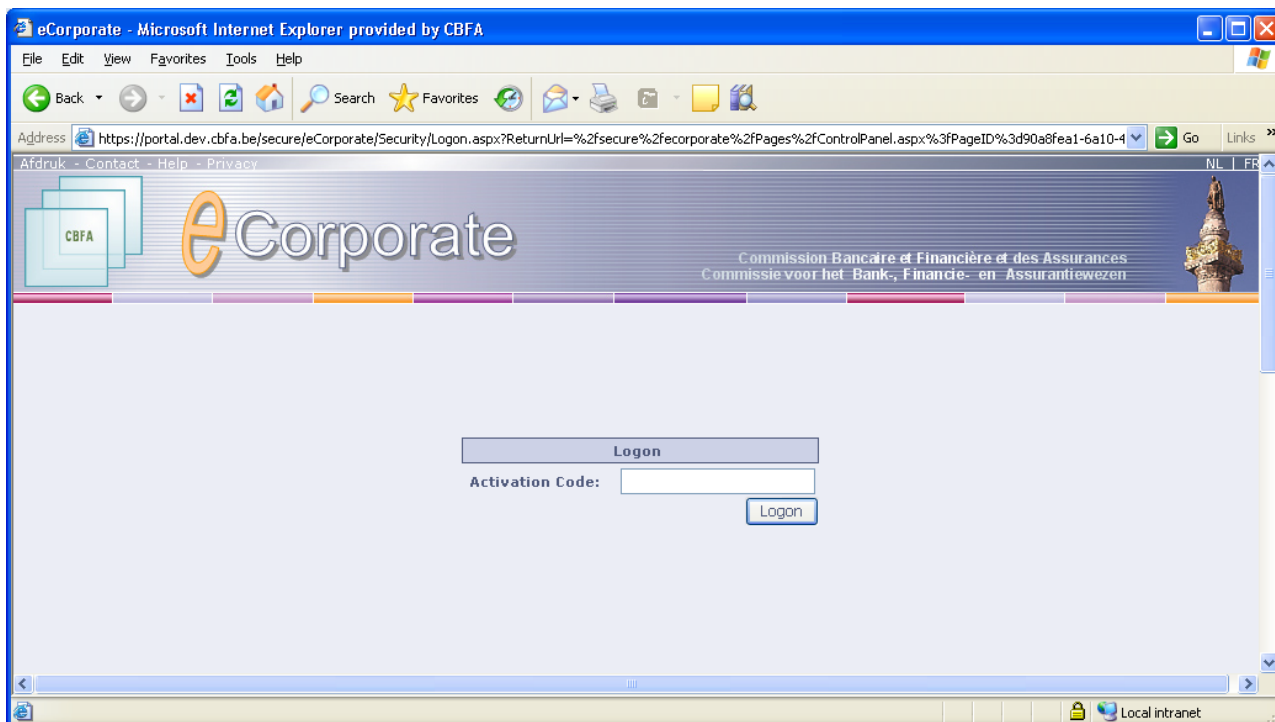 eCorporate - Microsoft Internet Explorer provided by CBFA
File Edit View Favorites Tools Help
Back Search Favorites
Address https://portal.dev.cbfa.be/secure/eCorporate/Security/Logon.aspx?ReturnUrl=%2fsecure%2fecorporate%2fPages%2fControlPanel.aspx%3fPageID%3d90a8fea1-6a10-4 Go Links »
Afdruk - Contact - Help - Privacy NL | FR
CBFA
eCorporate
Commission Bancaire et Financière et des Assurances
Commissie voor het Bank-, Financie- en Assurantiewezen
Logon
Activation Code:
Logon
Local intranet